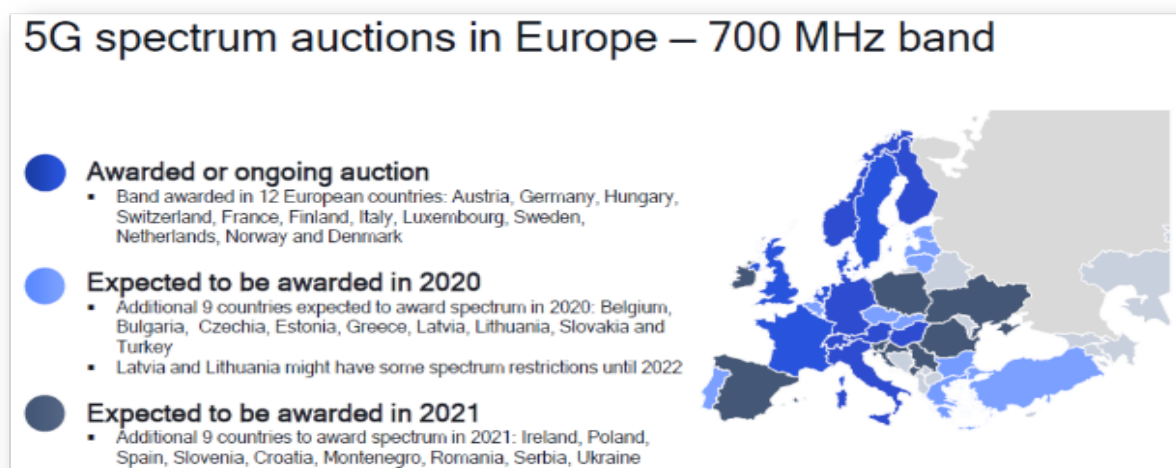 5G spectrum auctions in Europe – 700 MHz band
Awarded or ongoing auction
▪ Band awarded in 12 European countries: Austria, Germany, Hungary,
Switzerland, France, Finland, Italy, Luxembourg, Sweden,
Netherlands, Norway and Denmark
Expected to be awarded in 2020
▪ Additional 9 countries expected to award spectrum in 2020: Belgium,
Bulgaria, Czechia, Estonia, Greece, Latvia, Lithuania, Slovakia and
Turkey
▪ Latvia and Lithuania might have some spectrum restrictions until 2022
Expected to be awarded in 2021
▪ Additional 9 countries to award spectrum in 2021: Ireland, Poland,
Spain, Slovenia, Croatia, Montenegro, Romania, Serbia, Ukraine